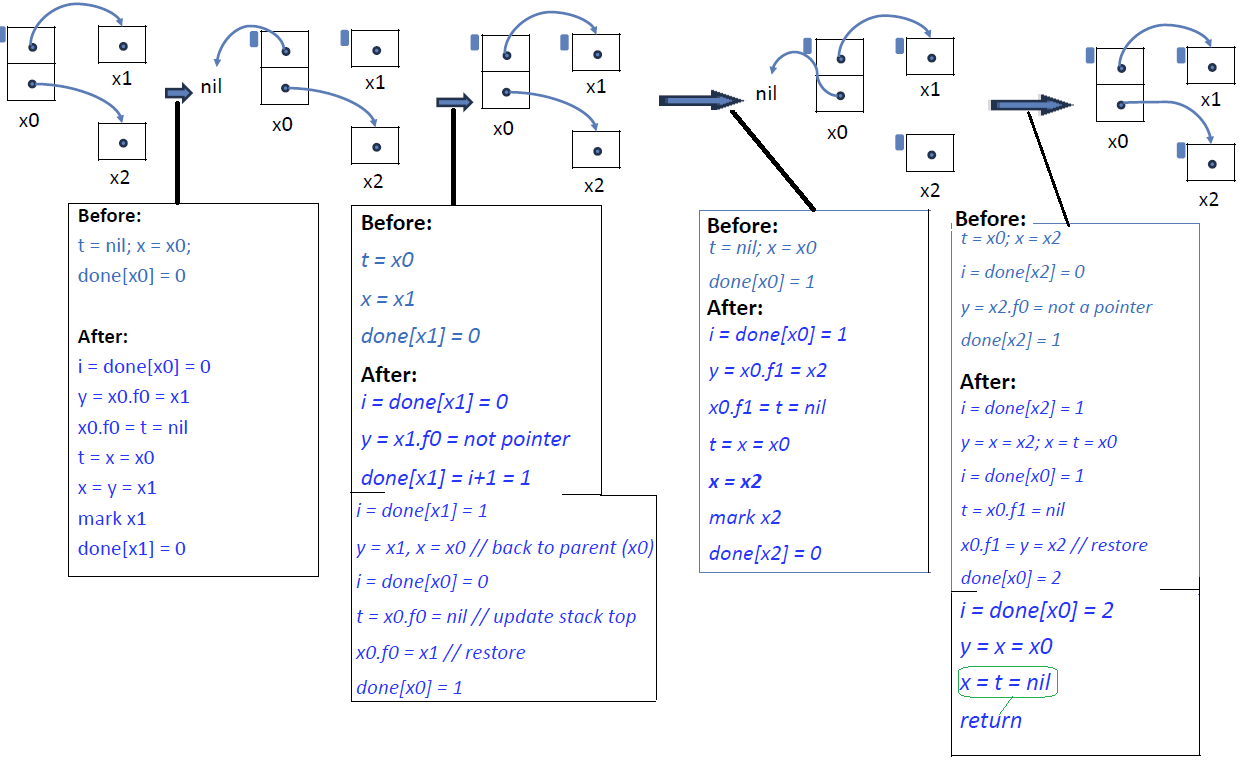 x0
x1
x2
nil
x0
x1
x2
x0
x1
x2
nil
x0
x1
x2
x0
x1
x2
Before:
t = nil; x = x0;
done[x0] = 0
After:
i = done[x0] = 0
y = x0.f0 = x1
x0.f0 = t = nil
t = x = x0
x = y = x1
mark x1
done[x1] = 0
Before:
t = x0
x = x1
done[x1] = 0
After:
i = done[x1] = 0
y = x1.f0 = not pointer
done[x1] = i+1 = 1
i = done[x1] = 1
y = x1, x = x0 // back to parent (x0)
i = done[x0] = 0
t = x0.f0 = nil // update stack top
x0.f0 = x1 // restore
done[x0] = 1
Before:
t = nil; x = x0
done[x0] = 1
After:
i = done[x0] = 1
y = x0.f1 = x2
x0.f1 = t = nil
t = x = x0
x = x2
mark x2
done[x2] = 0
Before:
t = x0; x = x2
i = done[x2] = 0
y = x2.f0 = not a pointer
done[x2] = 1
After:
i = done[x2] = 1
y = x = x2; x = t = x0
i = done[x0] = 1
t = x0.f1 = nil
x0.f1 = y = x2 // restore
done[x0] = 2
i = done[x0] = 2
y = x = x0
x = t = nil
return